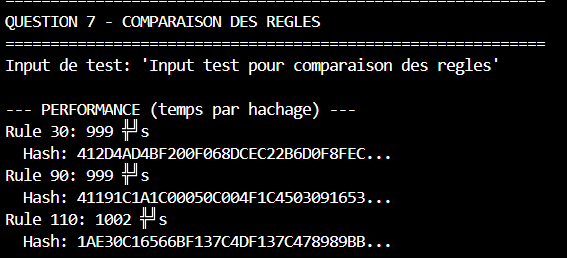 ============================================================
QUESTION 7 - COMPARAISON DES REGLES
============================================================
Input de test: 'Input test pour comparaison des regles'
--- PERFORMANCE (temps par hachage) ---
Rule 30: 999 ╬╝s
Hash: 412D4AD4BF200F068DCEC22B6D0F8FEC...
Rule 90: 999 ╬╝s
Hash: 41191C1A1C00050C004F1C4503091653...
Rule 110: 1002 ╬╝s
Hash: 1AE30C16566BF137C4DF137C478989BB...